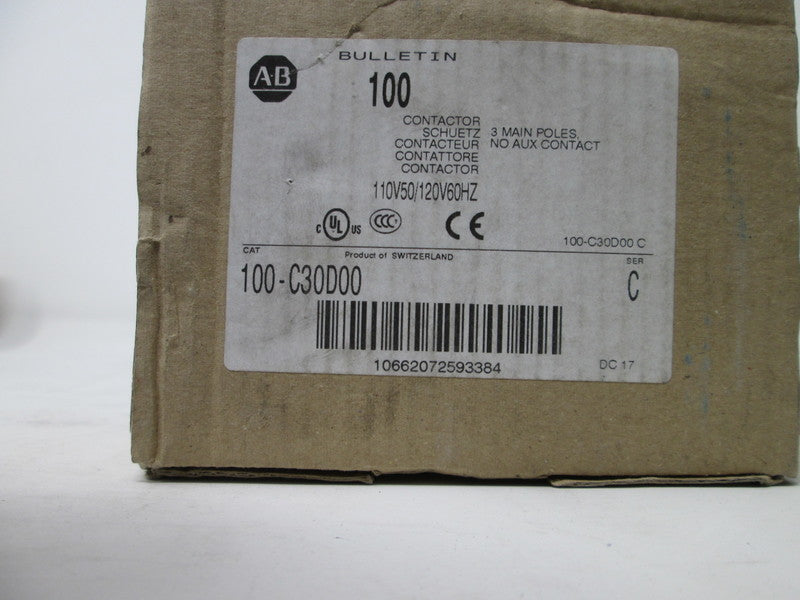 A-B
BULLETIN
100
CONTACTOR
SCHUETZ 3 MAIN POLES,
CONTACTEUR NO AUX CONTACT
CONTATTORE
CONTACTOR
110V50/120V60HZ
C UL US CCC CE
100-C30D00 C
CAT Product of SWITZERLAND SER
100-C30D00 C
10662072593384
DC 17